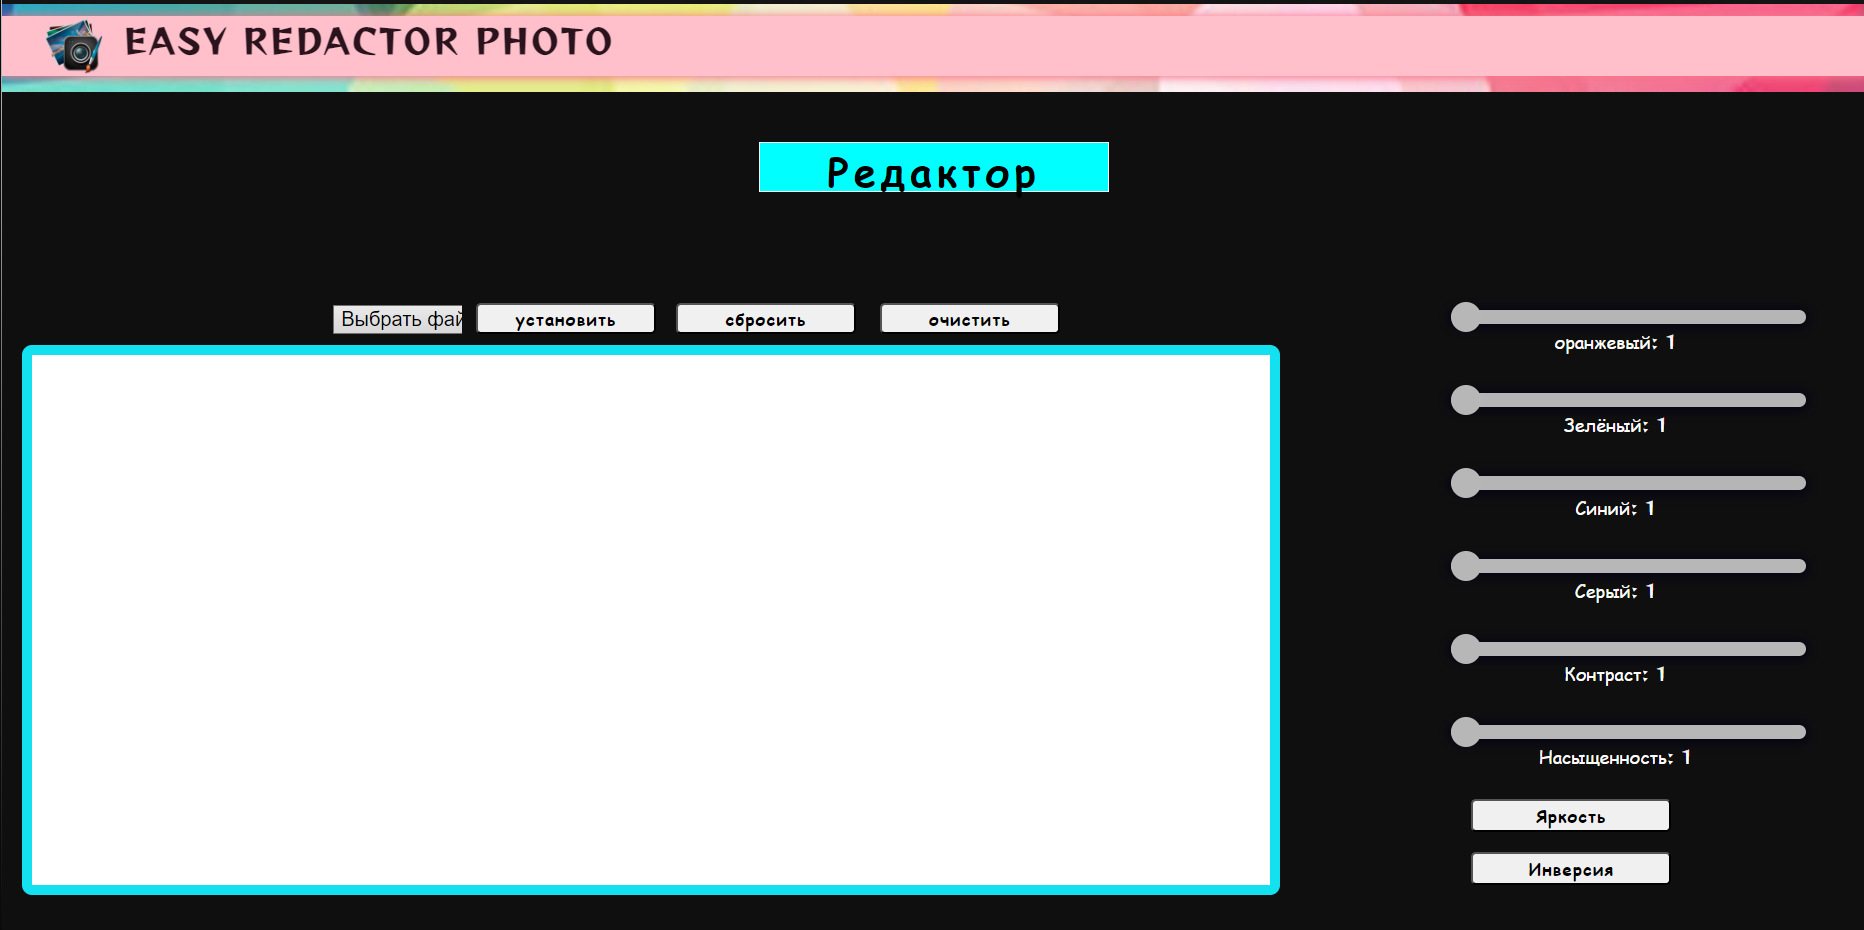 EASY REDACTOR PHOTO
Редактор
Выбрать фай
установить
сбросить
очистить
оранжевый: 1
Зелёный: 1
Синий: 1
Серый: 1
Контраст: 1
Насыщенность: 1
Яркость
Инверсия